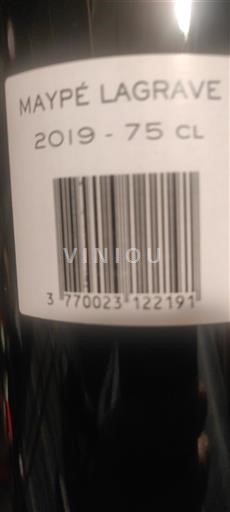 MAYPÉ LAGRAVE
2019 - 75 CL
VINIOU
3 770023 122191